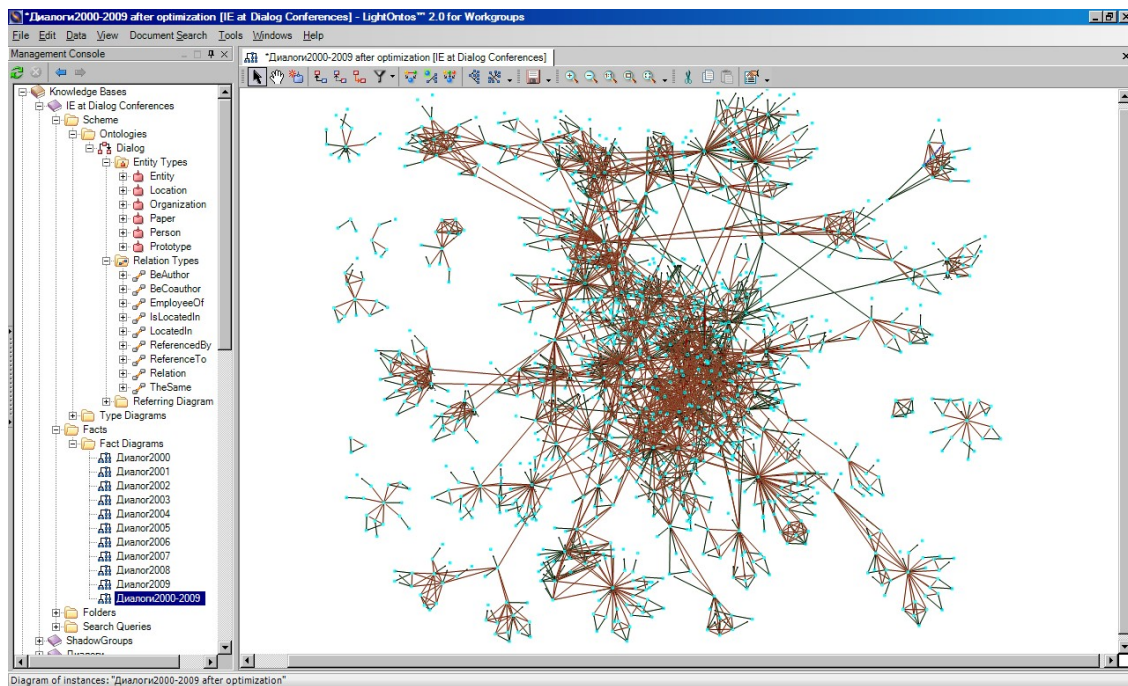 *Диалоги2000-2009 after optimization [IE at Dialog Conferences] - LightOntos™ 2.0 for Workgroups
File Edit Data View Document Search Tools Windows Help
Management Console
*Диалоги2000-2009 after optimization [IE at Dialog Conferences]
Knowledge Bases
IE at Dialog Conferences
Scheme
Ontologies
Dialog
Entity Types
Entity
Location
Organization
Paper
Person
Prototype
Relation Types
BeAuthor
BeCoauthor
EmployeeOf
IsLocatedIn
LocatedIn
ReferencedBy
ReferenceTo
Relation
TheSame
Referring Diagram
Type Diagrams
Facts
Fact Diagrams
Диалог2000
Диалог2001
Диалог2002
Диалог2003
Диалог2004
Диалог2005
Диалог2006
Диалог2007
Диалог2008
Диалог2009
Диалоги2000-2009
Folders
Search Queries
ShadowGroups
Diagram of instances: "Диалоги2000-2009 after optimization"